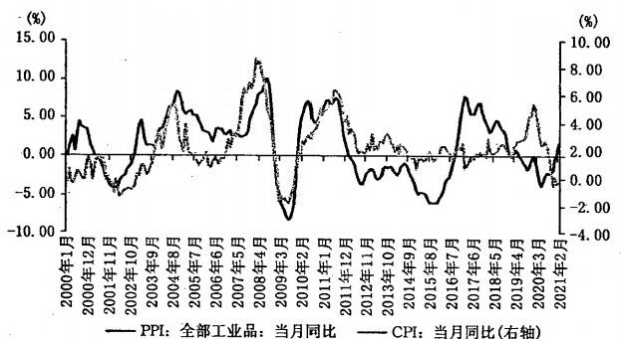 (%)
(%)
15.00
10.00
5.00
0.00
-5.00
-10.00
10.00
8.00
6.00
4.00
2.00
0.00
-2.00
-4.00
2000年1月
2000年12月
2001年11月
2002年10月
2003年9月
2004年8月
2005年7月
2006年6月
2007年5月
2008年4月
2009年3月
2010年2月
2011年1月
2011年12月
2012年11月
2013年10月
2014年9月
2015年8月
2016年7月
2017年6月
2018年5月
2019年4月
2020年3月
2021年2月
PPI：全部工业品：当月同比
CPI：当月同比(右轴)